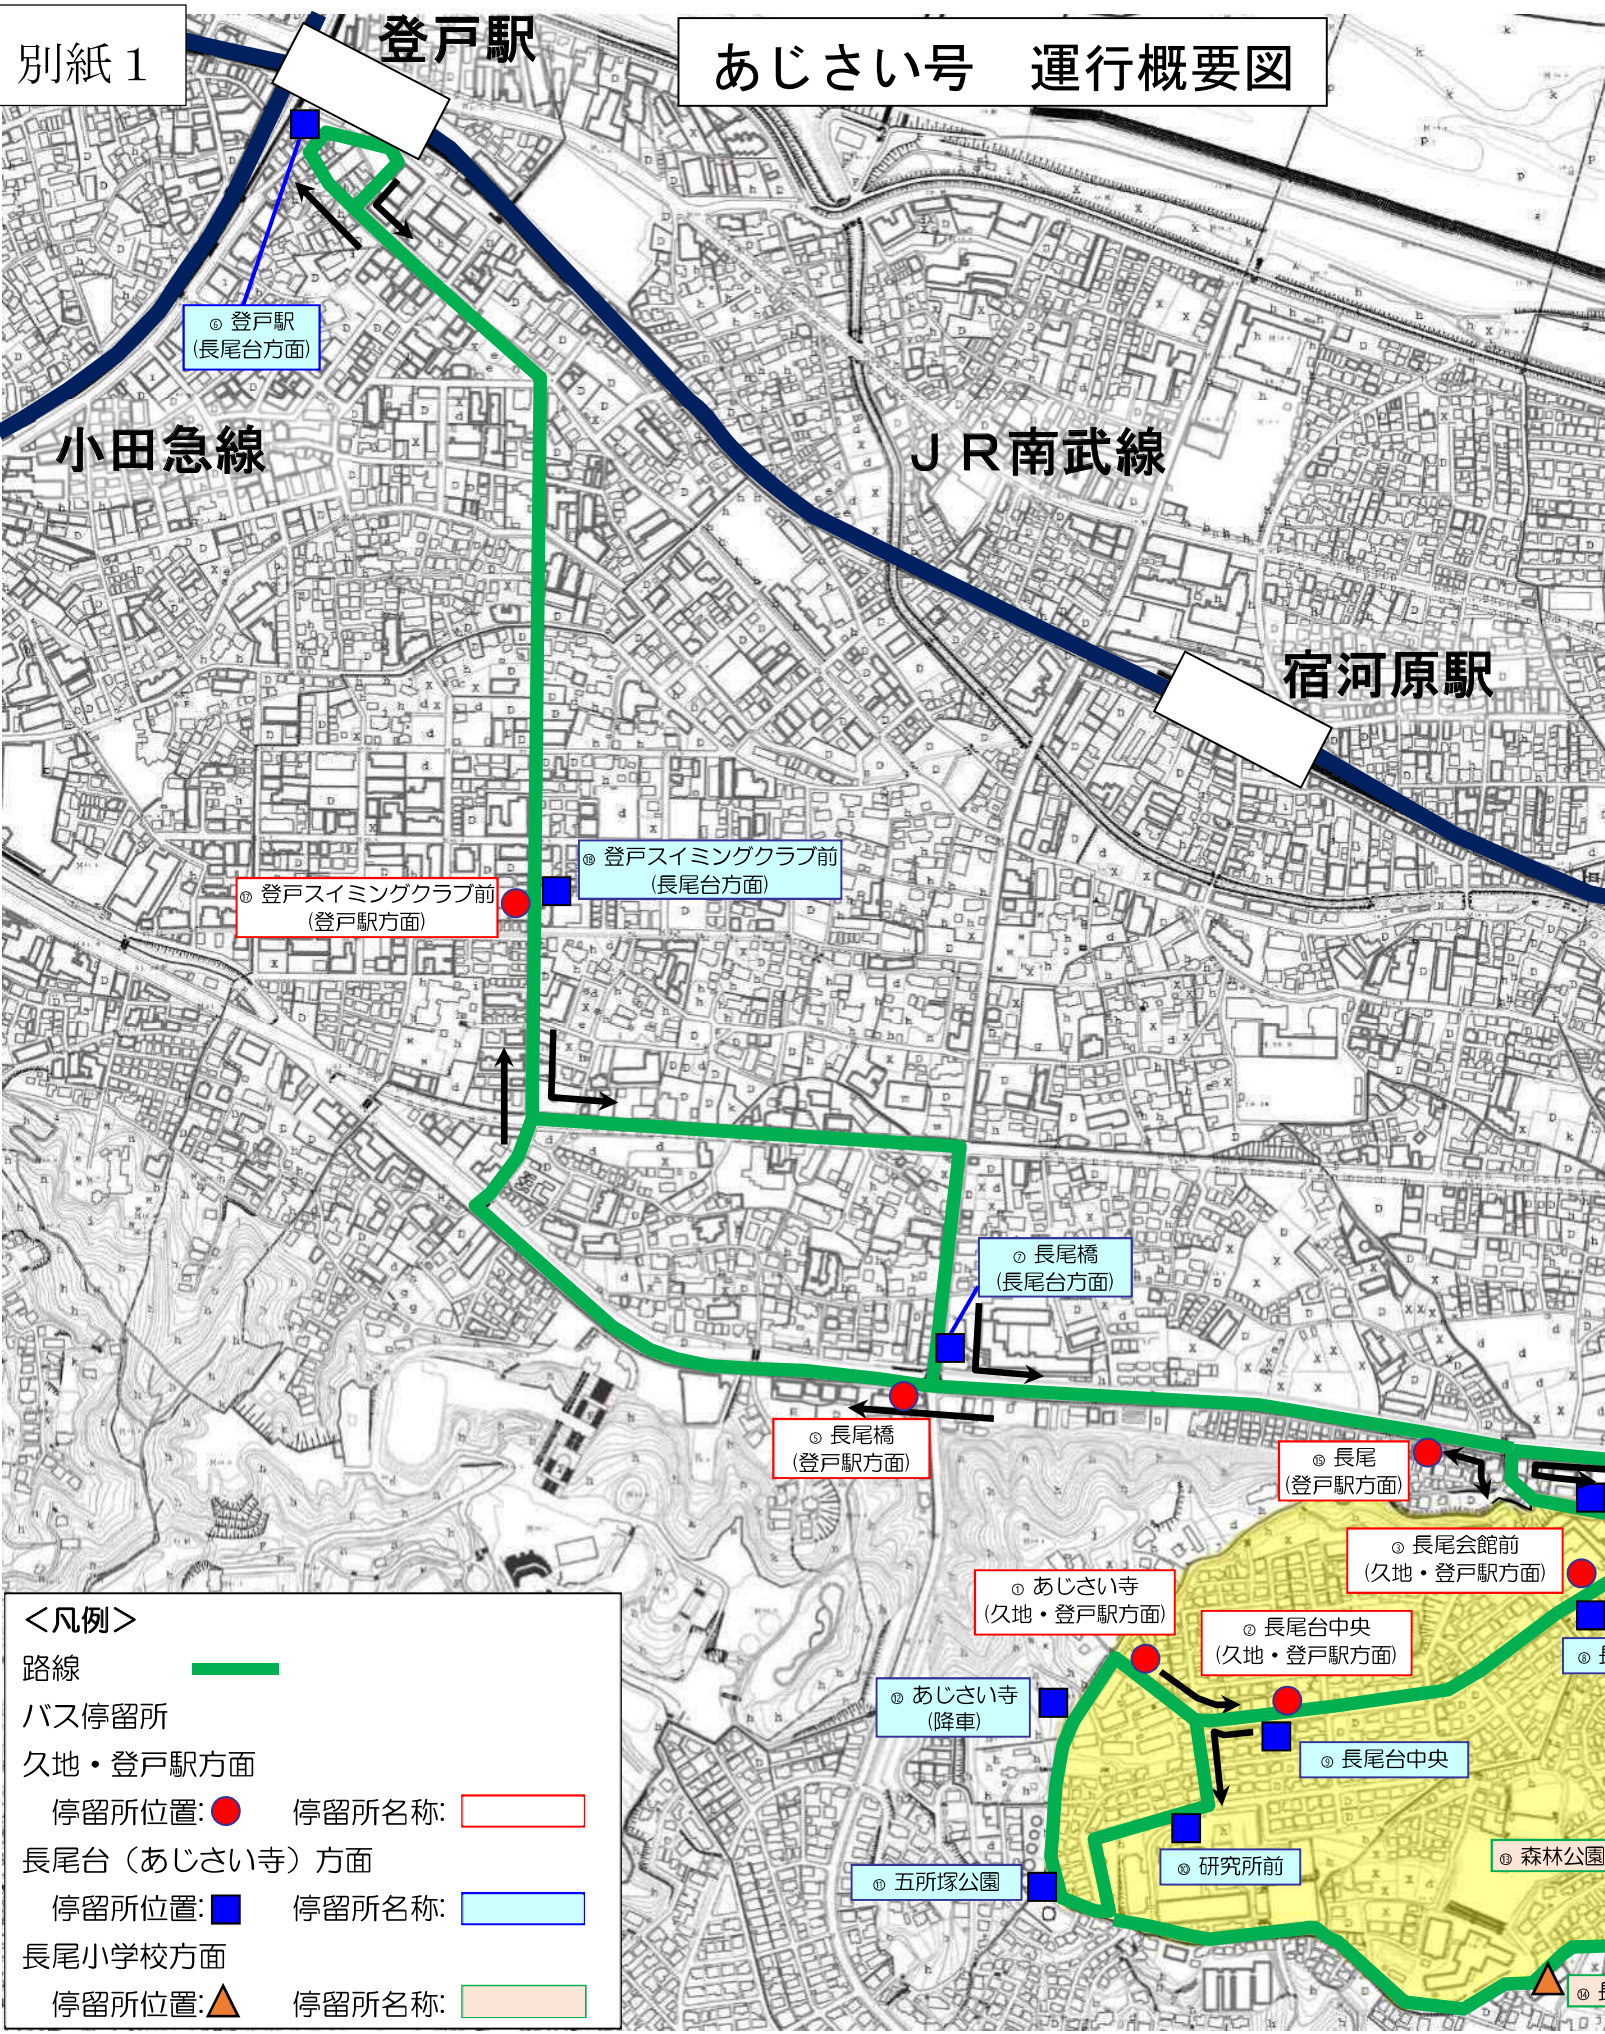 別紙１
登戸駅
あじさい号　運行概要図
⑥ 登戸駅
(長尾台方面)
小田急線
ＪＲ南武線
宿河原駅
⑱ 登戸スイミングクラブ前
(長尾台方面)
⑰ 登戸スイミングクラブ前
(登戸駅方面)
⑦ 長尾橋
(長尾台方面)
⑤ 長尾橋
(登戸駅方面)
⑮ 長尾
(登戸駅方面)
③ 長尾会館前
(久地・登戸駅方面)
① あじさい寺
(久地・登戸駅方面)
② 長尾台中央
(久地・登戸駅方面)
⑧
⑫ あじさい寺
(降車)
⑨ 長尾台中央
⑩ 研究所前
⑬ 森林公園
⑪ 五所塚公園
⑭
＜凡例＞
路線
バス停留所
久地・登戸駅方面
停留所位置: 停留所名称:
長尾台（あじさい寺）方面
停留所位置: 停留所名称:
長尾小学校方面
停留所位置: 停留所名称: